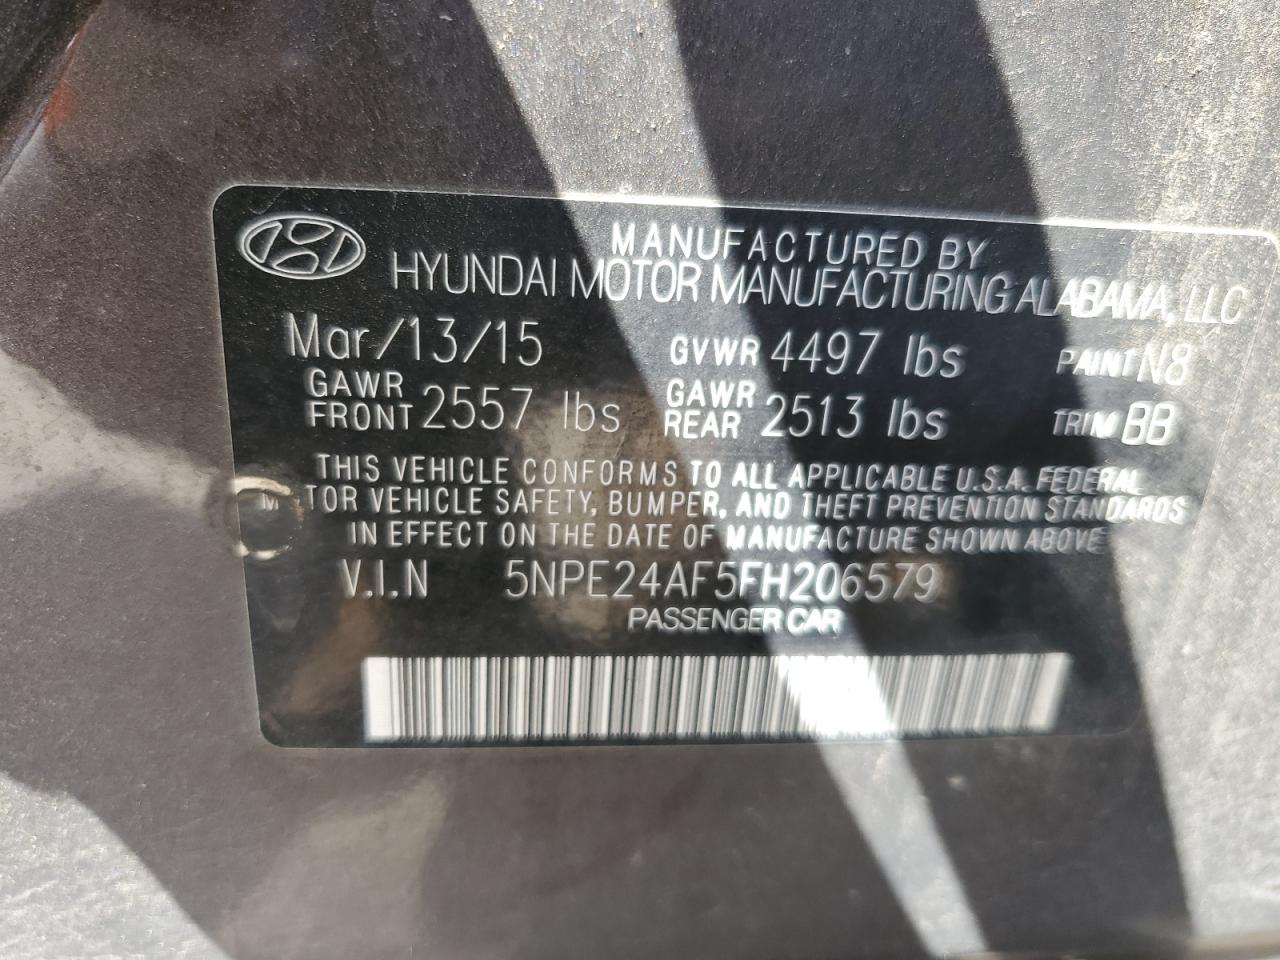 MANUFACTURED BY
HYUNDAI MOTOR MANUFACTURING ALABAMA, LLC
Mar/13/15 GVWR 4497 lbs PAINT N8
GAWR FRONT 2557 lbs GAWR REAR 2513 lbs TRIM BB
THIS VEHICLE CONFORMS TO ALL APPLICABLE U.S.A. FEDERAL
MOTOR VEHICLE SAFETY, BUMPER, AND THEFT PREVENTION STANDARDS
IN EFFECT ON THE DATE OF MANUFACTURE SHOWN ABOVE
V.I.N 5NPE24AF5FH206579
PASSENGER CAR